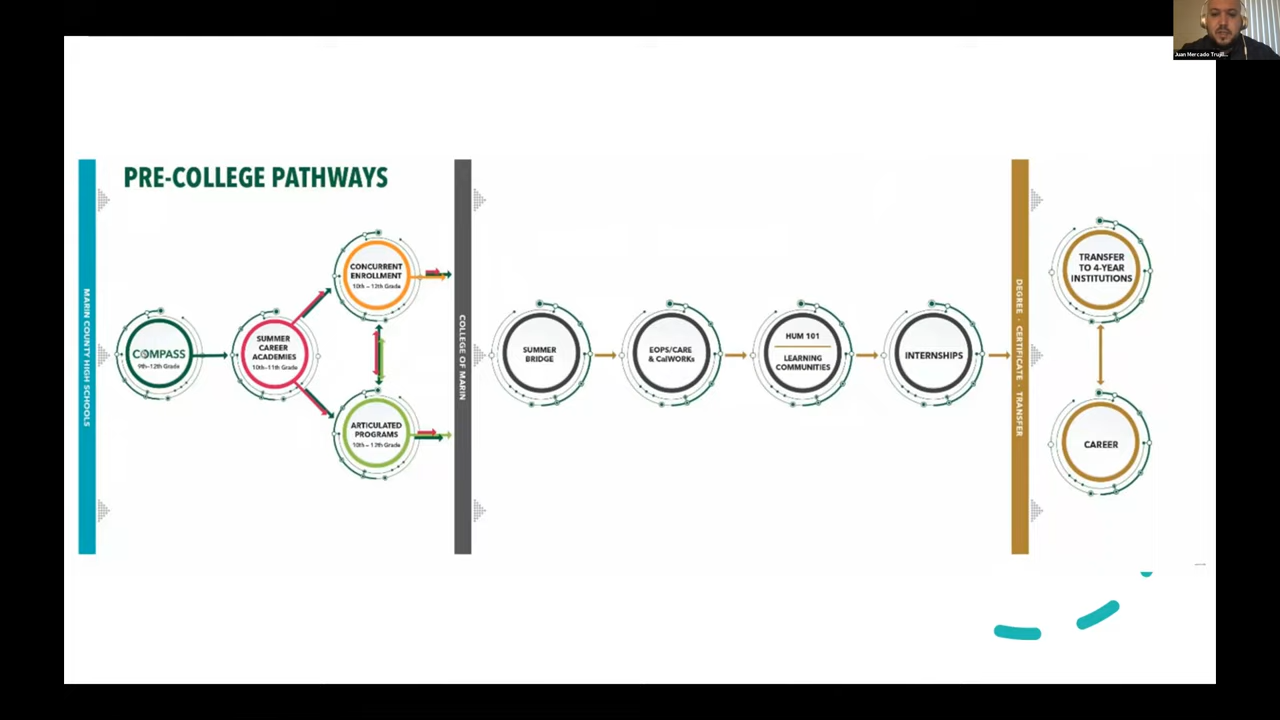 Juan Mercado Trujill...
PRE-COLLEGE PATHWAYS
MARIN COUNTY HIGH SCHOOLS
COMPASS
9th-12th Grade
SUMMER
CAREER
ACADEMIES
10th-11th Grade
CONCURRENT
ENROLLMENT
10th - 12th Grade
ARTICULATED
PROGRAMS
10th - 12th Grade
COLLEGE OF MARIN
SUMMER
BRIDGE
EOPS/CARE
& CalWORKs
HUM 101
LEARNING
COMMUNITIES
INTERNSHIPS
DEGREE · CERTIFICATE · TRANSFER
TRANSFER
TO 4-YEAR
INSTITUTIONS
CAREER